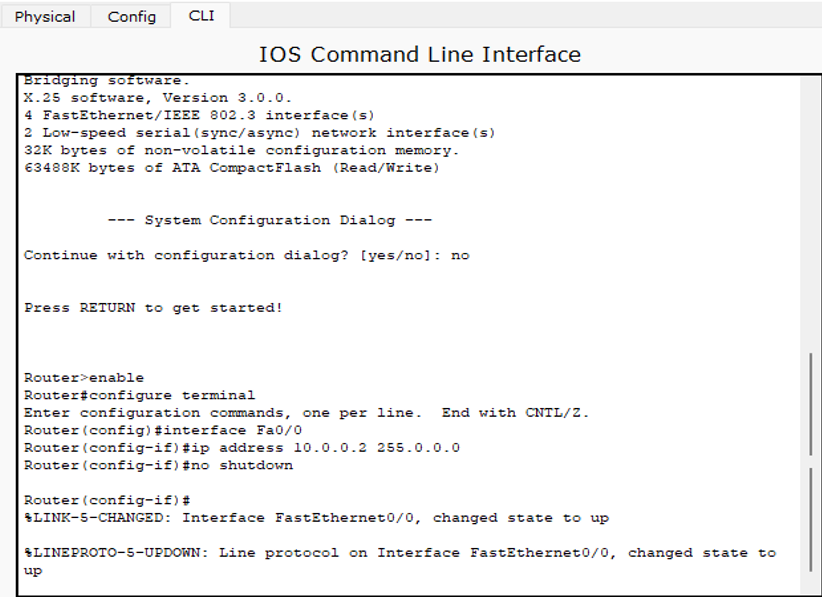 Physical Config CLI
IOS Command Line Interface
Bridging software.
X.25 software, Version 3.0.0.
4 FastEthernet/IEEE 802.3 interface(s)
2 Low-speed serial(sync/async) network interface(s)
32K bytes of non-volatile configuration memory.
63488K bytes of ATA CompactFlash (Read/Write)
--- System Configuration Dialog ---
Continue with configuration dialog? [yes/no]: no
Press RETURN to get started!
Router>enable
Router#configure terminal
Enter configuration commands, one per line.  End with CNTL/Z.
Router(config)#interface Fa0/0
Router(config-if)#ip address 10.0.0.2 255.0.0.0
Router(config-if)#no shutdown
Router(config-if)#
%LINK-5-CHANGED: Interface FastEthernet0/0, changed state to up
%LINEPROTO-5-UPDOWN: Line protocol on Interface FastEthernet0/0, changed state to
up